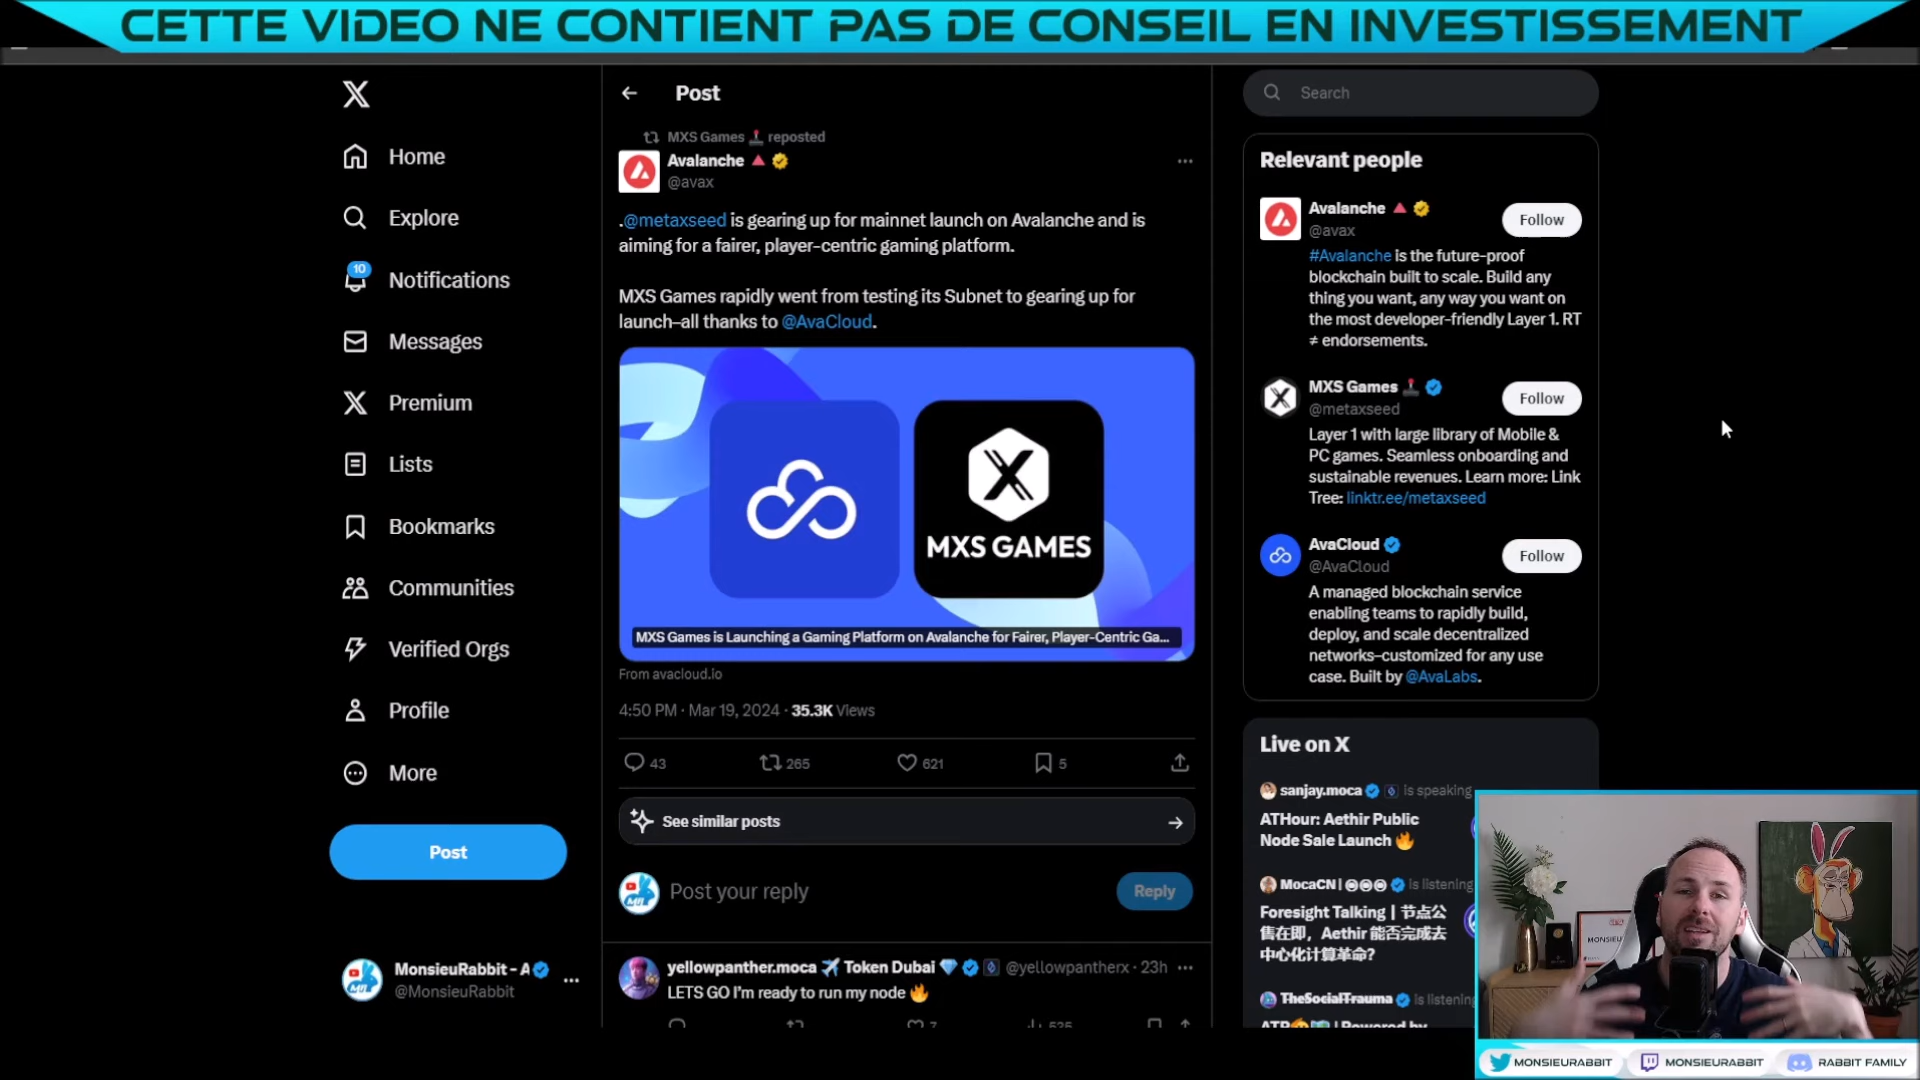 CETTE VIDEO NE CONTIENT PAS DE CONSEIL EN INVESTISSEMENT
Home
Explore
10
Notifications
Messages
Premium
Lists
Bookmarks
Communities
Verified Orgs
Profile
More
Post
MonsieuRabbit - A
@MonsieuRabbit
Post
MXS Games reposted
Avalanche
@avax
.@metaxseed is gearing up for mainnet launch on Avalanche and is
aiming for a fairer, player-centric gaming platform.
MXS Games rapidly went from testing its Subnet to gearing up for
launch–all thanks to @AvaCloud.
MXS GAMES
MXS Games is Launching a Gaming Platform on Avalanche for Fairer, Player-Centric Ga...
From avacloud.io
4:50 PM · Mar 19, 2024 · 35.3K Views
43
265
621
5
See similar posts
Post your reply
Reply
yellowpanther.moca ✈️ Token Dubai 💎 @yellowpantherx · 23h
LETS GO I'm ready to run my node 🔥
7
535
Search
Relevant people
Avalanche
@avax
Follow
#Avalanche is the future-proof
blockchain built to scale. Build any
thing you want, any way you want on
the most developer-friendly Layer 1. RT
≠ endorsements.
MXS Games
@metaxseed
Follow
Layer 1 with large library of Mobile &
PC games. Seamless onboarding and
sustainable revenues. Learn more: Link
Tree: linktr.ee/metaxseed
AvaCloud
@AvaCloud
Follow
A managed blockchain service
enabling teams to rapidly build,
deploy, and scale decentralized
networks–customized for any use
case. Built by @AvaLabs.
Live on X
sanjay.moca is speaking
ATHour: Aethir Public
Node Sale Launch 🔥
MocaCN | is listening
Foresight Talking | 节点公
售在即，Aethir 能否完成去
中心化计算革命?
TheSocialTrauma is listening
MONSIEU
MONSIEURABBIT
MONSIEURABBIT
RABBIT FAMILY